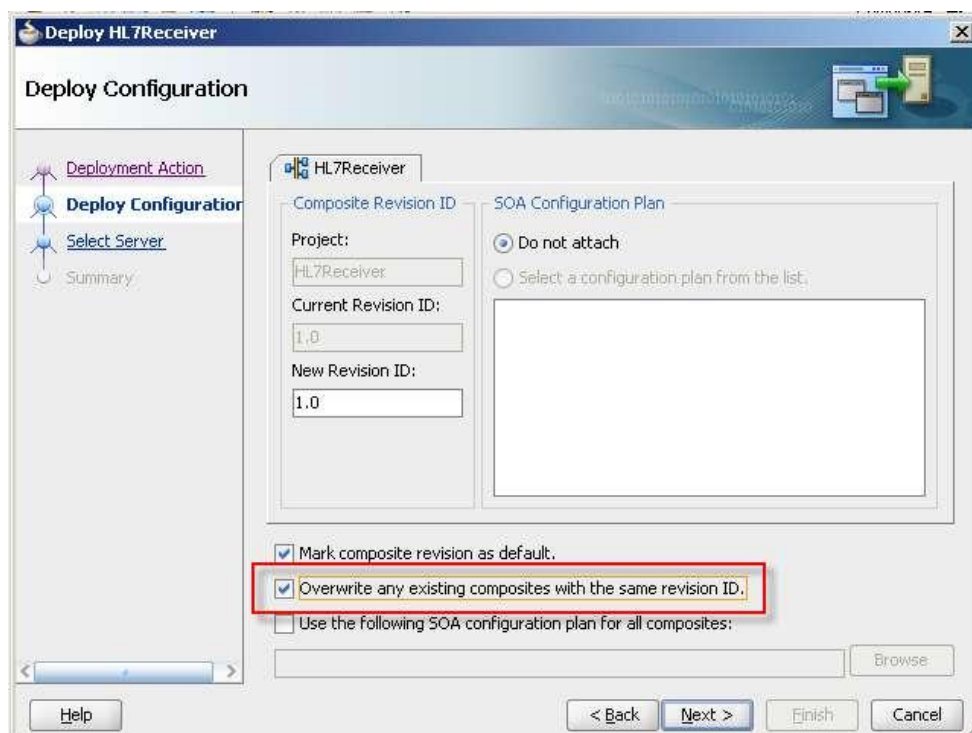 Deploy HL7Receiver
Deploy Configuration
Deployment Action
Deploy Configuration
Select Server
Summary
HL7Receiver
Composite Revision ID
Project:
HL7Receiver
Current Revision ID:
1.0
New Revision ID:
1.0
SOA Configuration Plan
Do not attach
Select a configuration plan from the list.
Mark composite revision as default.
Overwrite any existing composites with the same revision ID.
Use the following SOA configuration plan for all composites:
Browse
Help
< Back
Next >
Finish
Cancel